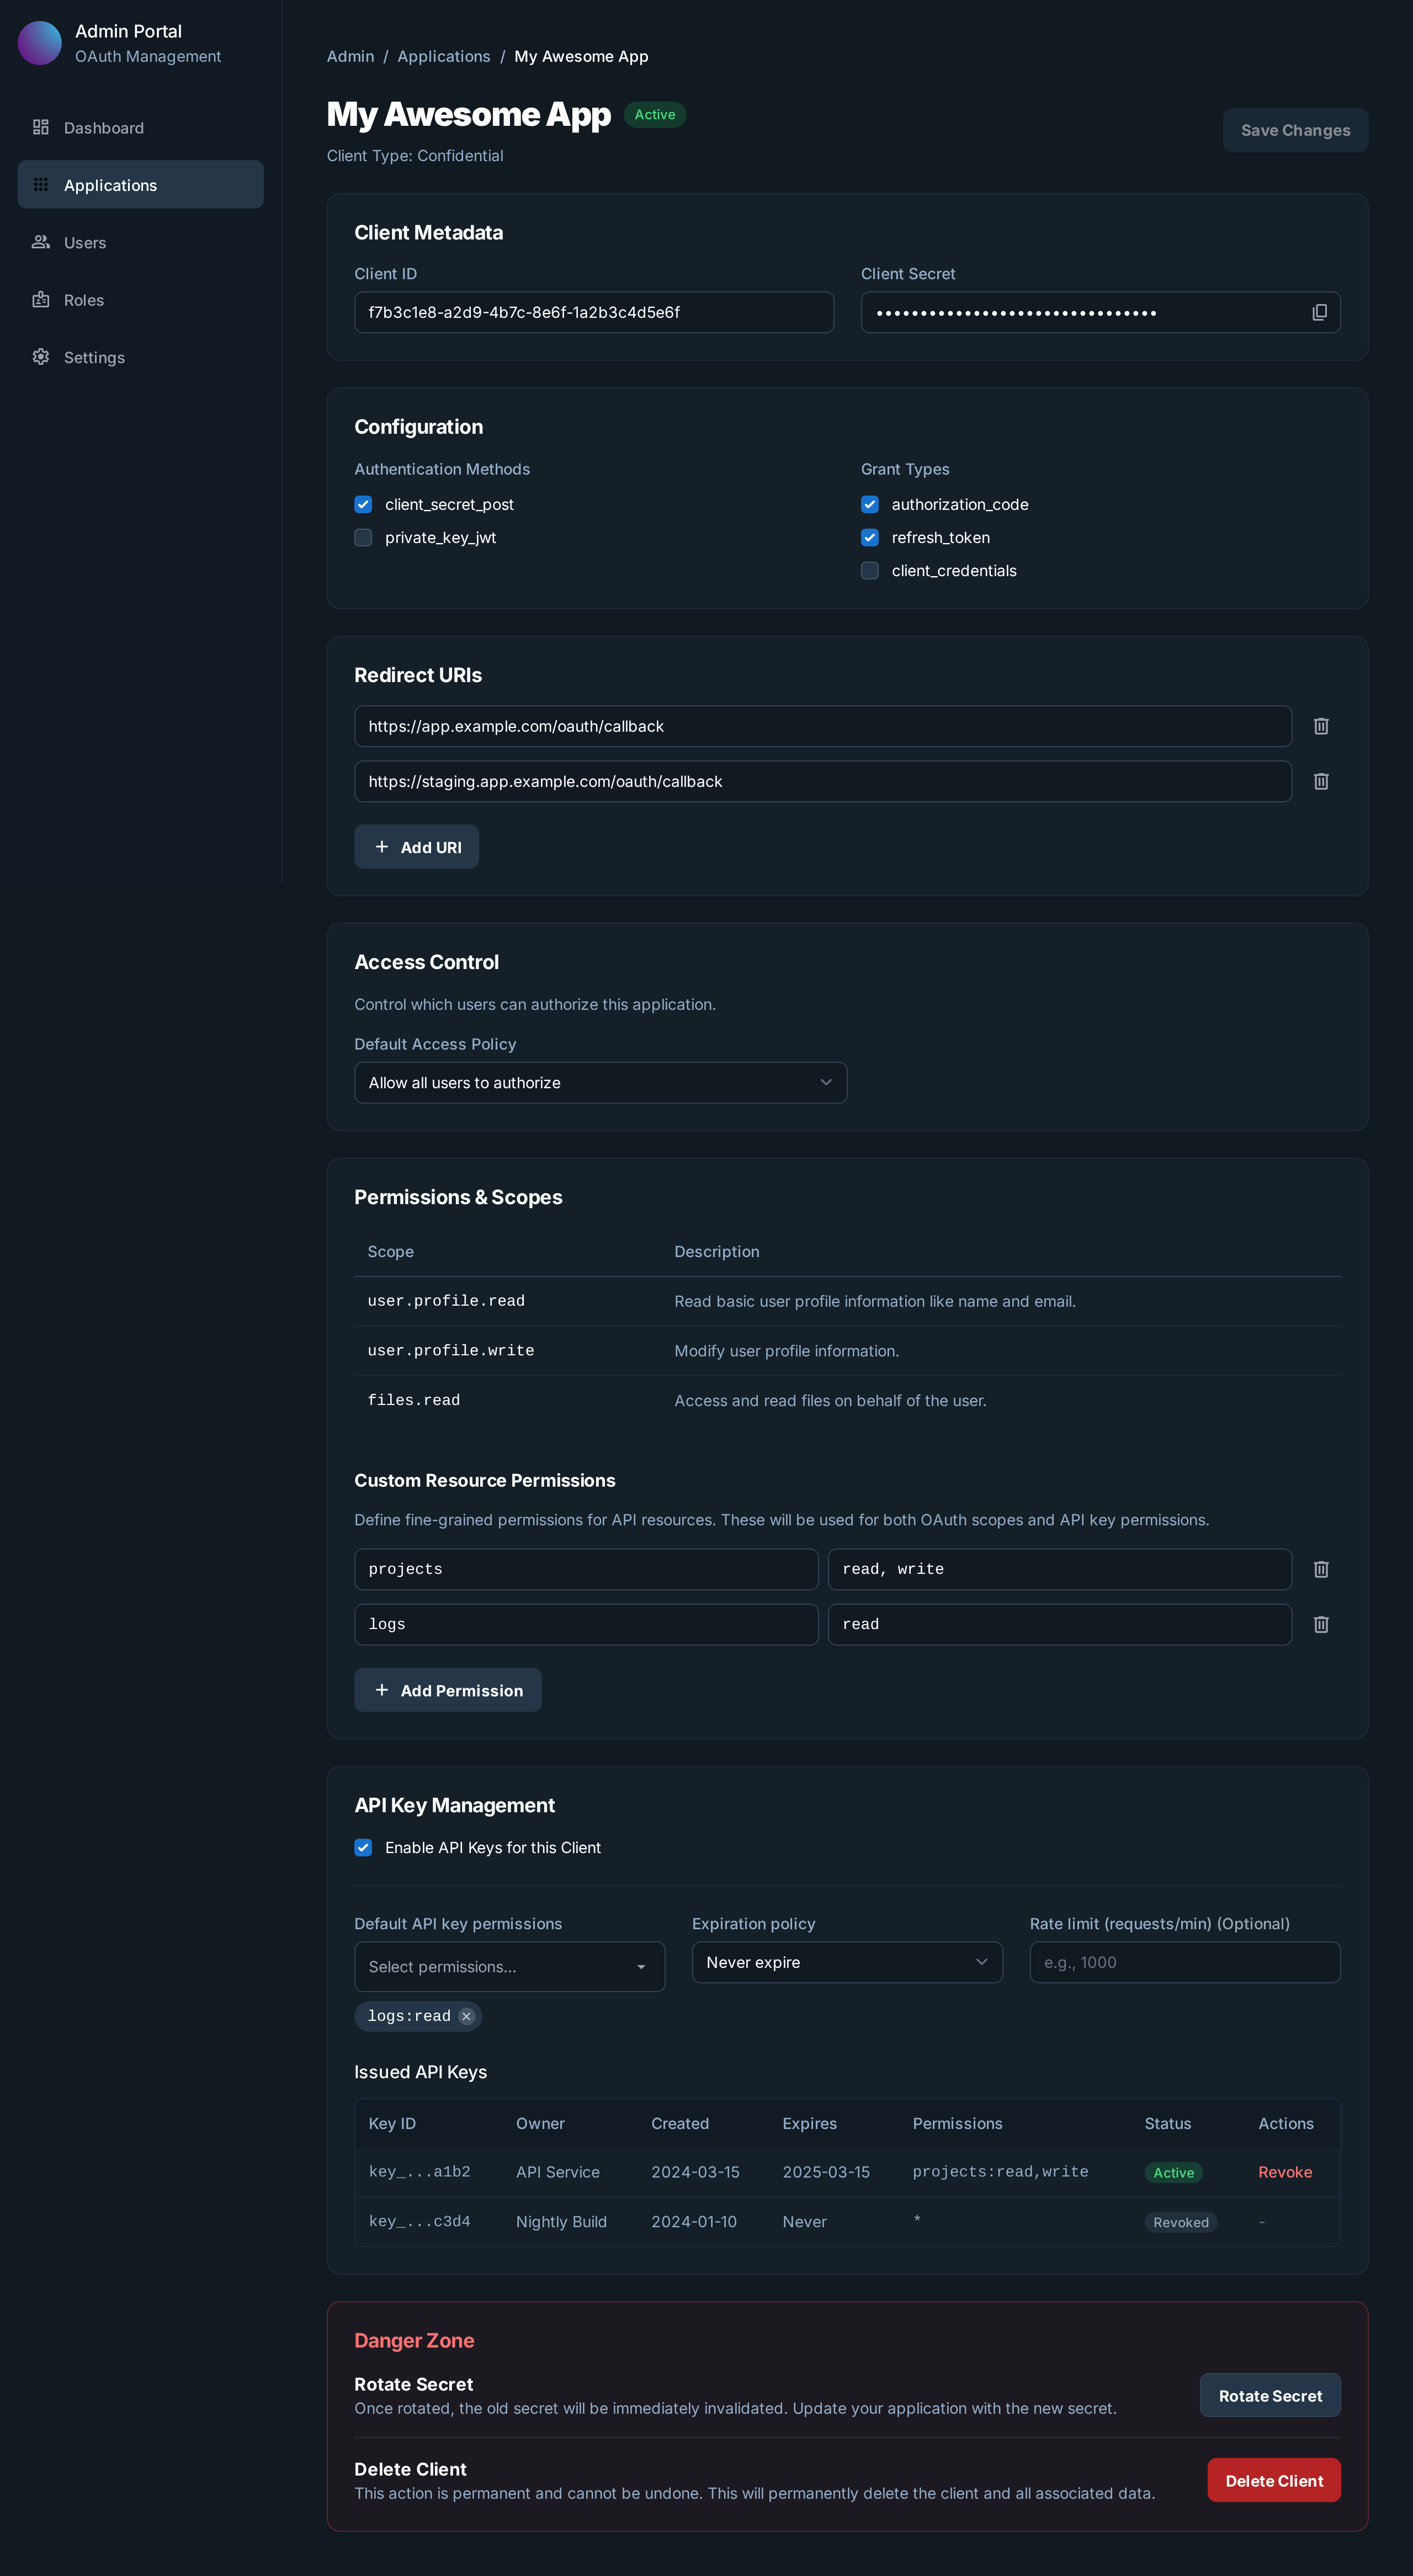 Admin Portal
OAuth Management
Dashboard
Applications
Users
Roles
Settings
Admin / Applications / My Awesome App
My Awesome App Active
Client Type: Confidential
Save Changes
Client Metadata
Client ID
f7b3c1e8-a2d9-4b7c-8e6f-1a2b3c4d5e6f
Client Secret
••••••••••••••••••••••••••••••••
Configuration
Authentication Methods
client_secret_post
private_key_jwt
Grant Types
authorization_code
refresh_token
client_credentials
Redirect URIs
https://app.example.com/oauth/callback
https://staging.app.example.com/oauth/callback
Add URI
Access Control
Control which users can authorize this application.
Default Access Policy
Allow all users to authorize
Permissions & Scopes
Scope Description
user.profile.read Read basic user profile information like name and email.
user.profile.write Modify user profile information.
files.read Access and read files on behalf of the user.
Custom Resource Permissions
Define fine-grained permissions for API resources. These will be used for both OAuth scopes and API key permissions.
projects read, write
logs read
Add Permission
API Key Management
Enable API Keys for this Client
Default API key permissions
Select permissions...
logs:read
Expiration policy
Never expire
Rate limit (requests/min) (Optional)
e.g., 1000
Issued API Keys
Key ID Owner Created Expires Permissions Status Actions
key_...a1b2 API Service 2024-03-15 2025-03-15 projects:read,write Active Revoke
key_...c3d4 Nightly Build 2024-01-10 Never * Revoked -
Danger Zone
Rotate Secret
Once rotated, the old secret will be immediately invalidated. Update your application with the new secret.
Rotate Secret
Delete Client
This action is permanent and cannot be undone. This will permanently delete the client and all associated data.
Delete Client